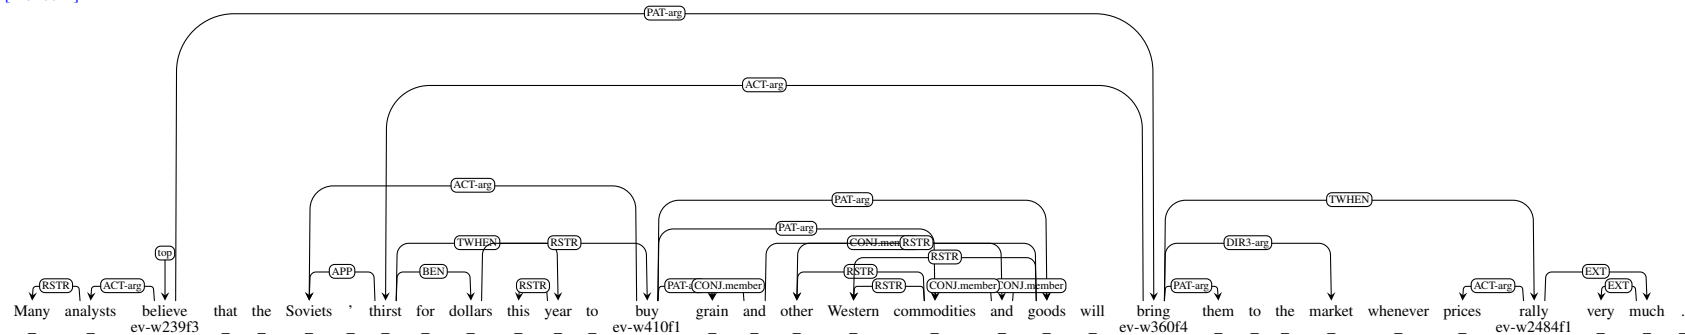 PAT-arg
ACT-arg
ACT-arg PAT-arg TWHEN
PAT-arg
top TWHEN RSTR CONJ.mem RSTR DIR3-arg
RSTR
APP BEN RSTR EXT
RSTR ACT-arg RSTR PAT-a CONJ.member RSTR CONJ.member CONJ.member PAT-arg ACT-arg EXT
Many analysts believe that the Soviets ' thirst for dollars this year to buy grain and other Western commodities and goods will bring them to the market whenever prices rally very much .
_ _ ev-w239f3 _ _ _ _ _ _ _ _ _ _ ev-w410f1 _ _ _ _ _ _ _ _ ev-w360f4 _ _ _ _ _ _ ev-w2484f1 _ _ _